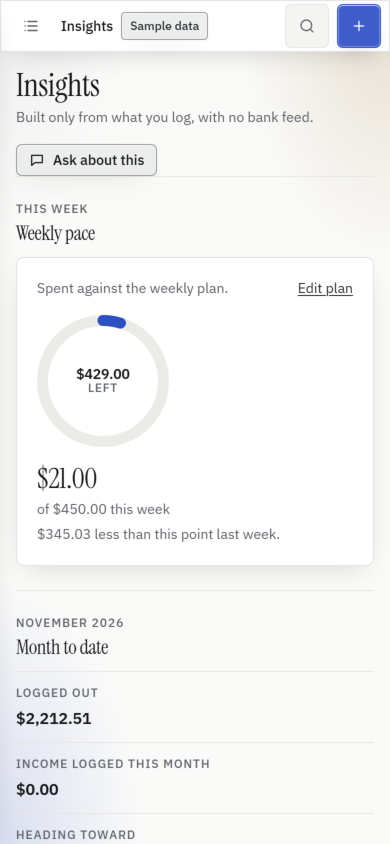 Insights
Sample data
Insights
Built only from what you log, with no bank feed.
Ask about this
THIS WEEK
Weekly pace
Spent against the weekly plan.
Edit plan
$429.00
LEFT
$21.00
of $450.00 this week
$345.03 less than this point last week.
NOVEMBER 2026
Month to date
LOGGED OUT
$2,212.51
INCOME LOGGED THIS MONTH
$0.00
HEADING TOWARD